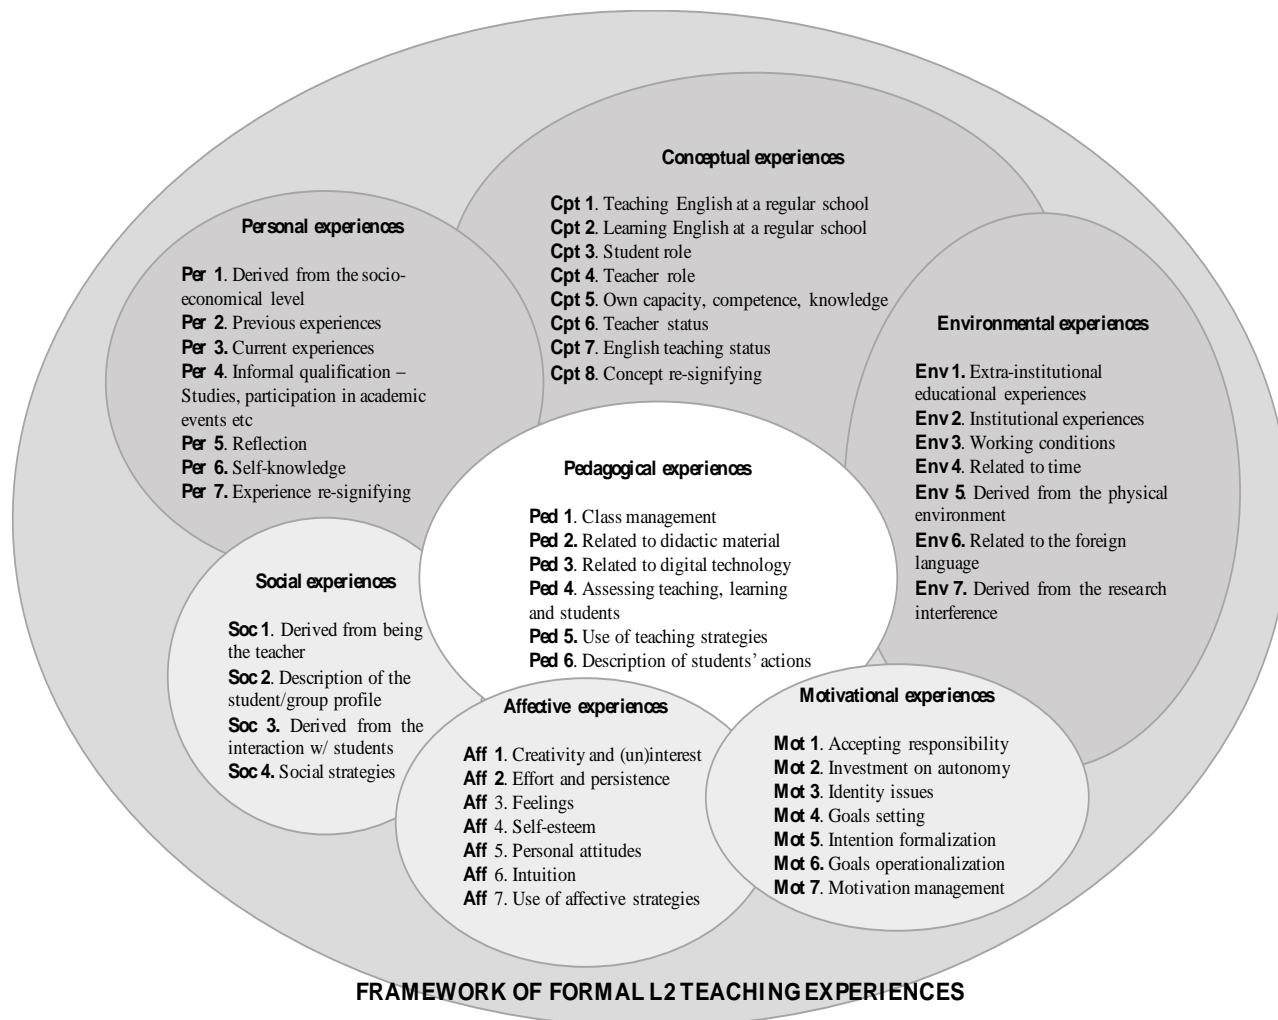 Conceptual experiences
Cpt 1. Teaching English at a regular school
Cpt 2. Learning English at a regular school
Cpt 3. Student role
Cpt 4. Teacher role
Cpt 5. Own capacity, competence, knowledge
Cpt 6. Teacher status
Cpt 7. English teaching status
Cpt 8. Concept re-signifying
Personal experiences
Per 1. Derived from the socio-
economical level
Per 2. Previous experiences
Per 3. Current experiences
Per 4. Informal qualification –
Studies, participation in academic
events etc
Per 5. Reflection
Per 6. Self-knowledge
Per 7. Experience re-signifying
Environmental experiences
Env 1. Extra-institutional
educational experiences
Env 2. Institutional experiences
Env 3. Working conditions
Env 4. Related to time
Env 5. Derived from the physical
environment
Env 6. Related to the foreign
language
Env 7. Derived from the research
interference
Pedagogical experiences
Ped 1. Class management
Ped 2. Related to didactic material
Ped 3. Related to digital technology
Ped 4. Assessing teaching, learning
and students
Ped 5. Use of teaching strategies
Ped 6. Description of students' actions
Social experiences
Soc 1. Derived from being
the teacher
Soc 2. Description of the
student/group profile
Soc 3. Derived from the
interaction w/ students
Soc 4. Social strategies
Affective experiences
Aff 1. Creativity and (un)interest
Aff 2. Effort and persistence
Aff 3. Feelings
Aff 4. Self-esteem
Aff 5. Personal attitudes
Aff 6. Intuition
Aff 7. Use of affective strategies
Motivational experiences
Mot 1. Accepting responsibility
Mot 2. Investment on autonomy
Mot 3. Identity issues
Mot 4. Goals setting
Mot 5. Intention formalization
Mot 6. Goals operationalization
Mot 7. Motivation management
FRAMEWORK OF FORMAL L2 TEACHING EXPERIENCES